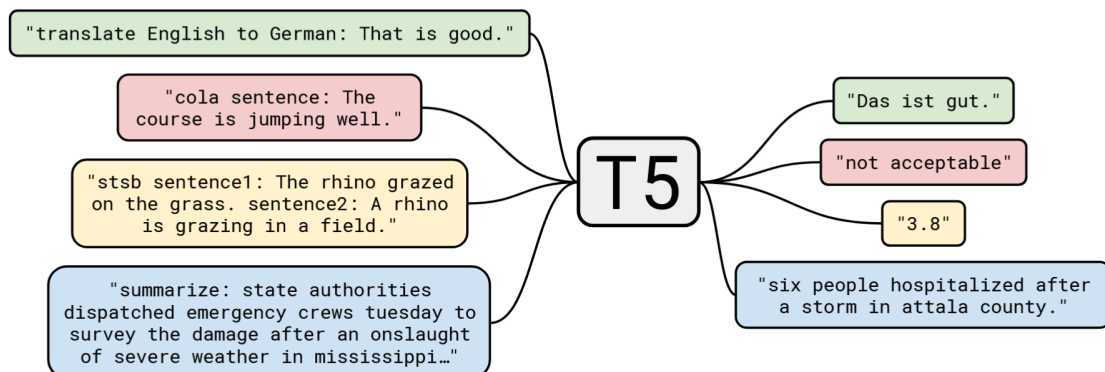 "translate English to German: That is good."
"cola sentence: The
course is jumping well."
"stsb sentence1: The rhino grazed
on the grass. sentence2: A rhino
is grazing in a field."
"summarize: state authorities
dispatched emergency crews tuesday to
survey the damage after an onslaught
of severe weather in mississippi…"
T5
"Das ist gut."
"not acceptable"
"3.8"
"six people hospitalized after
a storm in attala county."